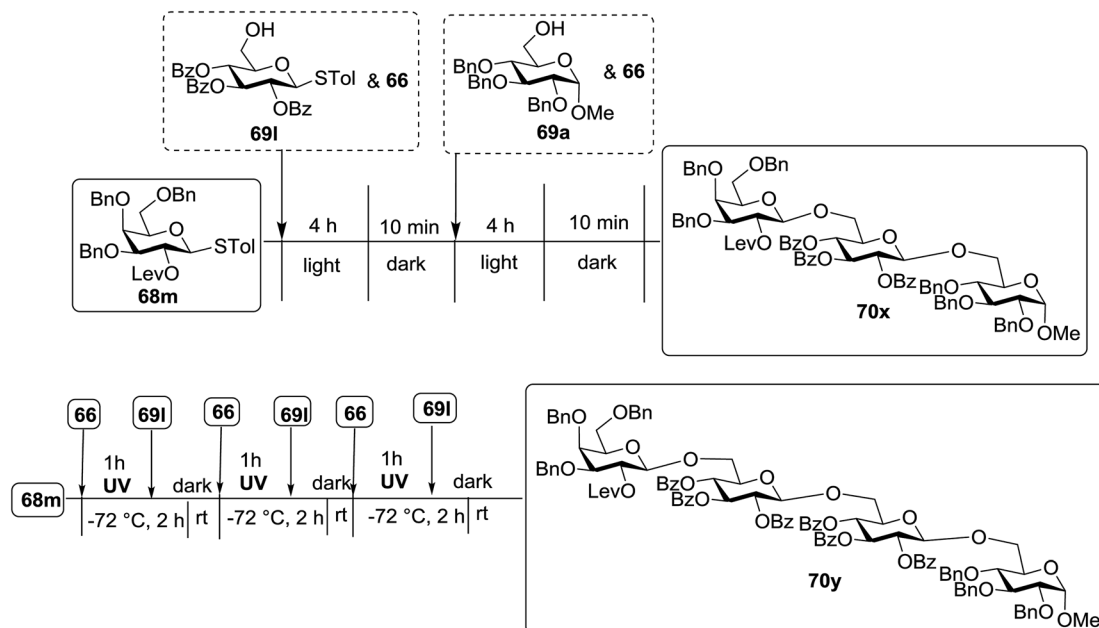 OH
O
BzO
BzO
STol
OBz
& 66
69l
OH
O
BnO
BnO
BnO
OMe
& 66
69a
BnO
OBn
O
BnO
STol
LevO
68m
4 h
10 min
4 h
10 min
light
dark
light
dark
BnO
OBn
O
BnO
O
LevO
BzO
O
BzO
O
OBz
BnO
O
BnO
BnO
OMe
70x
66
69l
66
69l
66
69l
1h
UV
dark
1h
UV
dark
1h
UV
dark
68m
-72 °C, 2 h
rt
-72 °C, 2 h
rt
-72 °C, 2 h
rt
BnO
OBn
O
BnO
O
LevO
BzO
O
BzO
O
OBz
BzO
O
BzO
O
OBz
BnO
O
BnO
BnO
OMe
70y